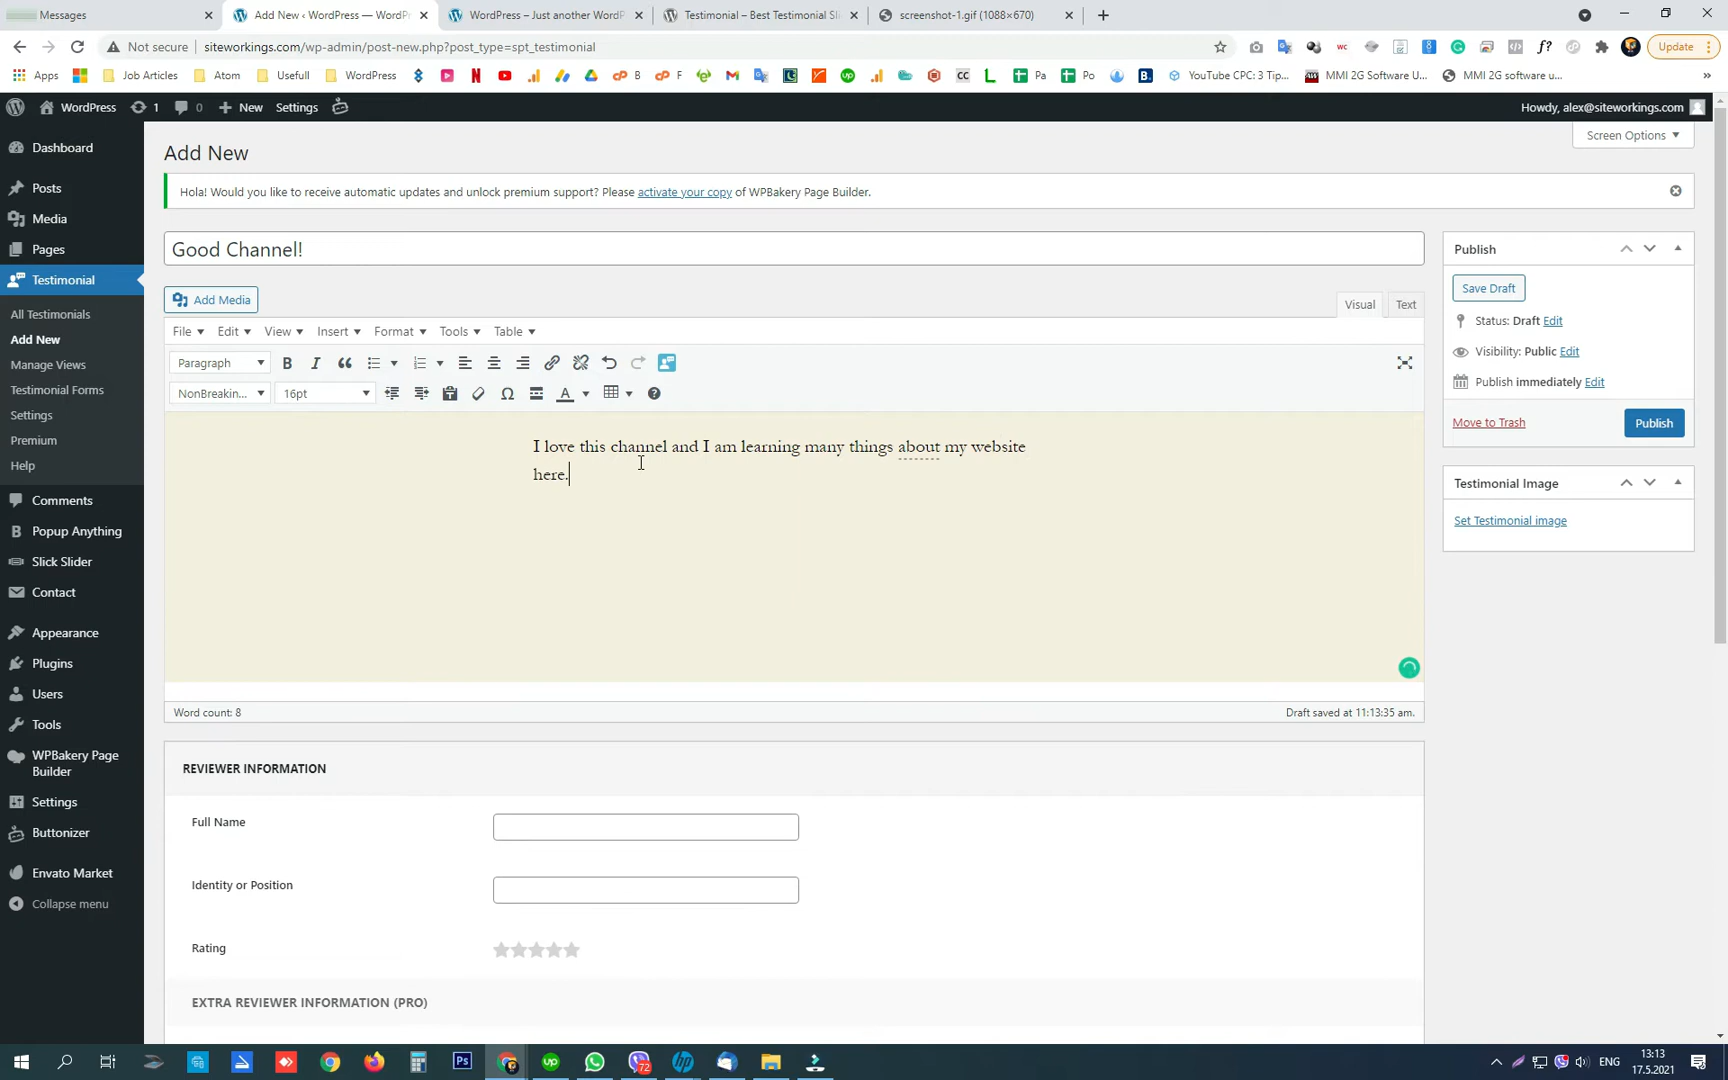 Messages
Add New ‹ WordPress — WordPr
WordPress – Just another WordP
Testimonial – Best Testimonial Sl
screenshot-1.gif (1088×670)
Not secure
siteworkings.com/wp-admin/post-new.php?post_type=spt_testimonial
Update
Apps
Job Articles
Atom
Usefull
WordPress
B
F
CC
Pa
Po
YouTube CPC: 3 Tip...
MMI 2G Software U...
MMI 2G software u...
WordPress
1
0
New
Settings
Howdy, alex@siteworkings.com
Screen Options
Dashboard
Posts
Media
Pages
Testimonial
All Testimonials
Add New
Manage Views
Testimonial Forms
Settings
Premium
Help
Comments
Popup Anything
Slick Slider
Contact
Appearance
Plugins
Users
Tools
WPBakery Page
Builder
Settings
Buttonizer
Envato Market
Collapse menu
Add New
Hola! Would you like to receive automatic updates and unlock premium support? Please activate your copy of WPBakery Page Builder.
Good Channel!
Add Media
Visual
Text
File
Edit
View
Insert
Format
Tools
Table
Paragraph
NonBreakin...
16pt
I love this channel and I am learning many things about my website
here.
Word count: 8
Draft saved at 11:13:35 am.
REVIEWER INFORMATION
Full Name
Identity or Position
Rating
EXTRA REVIEWER INFORMATION (PRO)
Publish
Save Draft
Status: Draft Edit
Visibility: Public Edit
Publish immediately Edit
Move to Trash
Publish
Testimonial Image
Set Testimonial image
72
ENG
13:13
17.5.2021